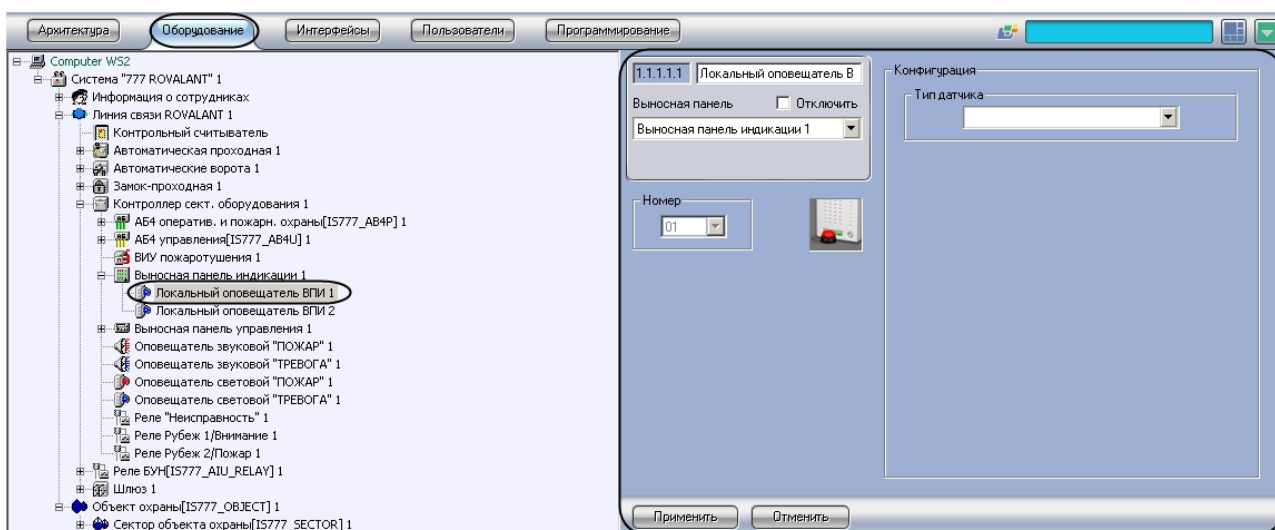 Архитектура Оборудование Интерфейсы Пользователи Программирование
Computer WS2
Система "777 ROVALANT" 1
Информация о сотрудниках
Линия связи ROVALANT 1
Контрольный считыватель
Автоматическая проходная 1
Автоматические ворота 1
Замок-проходная 1
Контроллер сект. оборудования 1
АБ4 оператив. и пожарн. охраны[IS777_AB4P] 1
АБ4 управления[IS777_AB4U] 1
ВИУ пожаротушения 1
Выносная панель индикации 1
Локальный оповещатель ВПИ 1
Локальный оповещатель ВПИ 2
Выносная панель управления 1
Оповещатель звуковой "ПОЖАР" 1
Оповещатель звуковой "ТРЕВОГА" 1
Оповещатель световой "ПОЖАР" 1
Оповещатель световой "ТРЕВОГА" 1
Реле "Неисправность" 1
Реле Рубеж 1/Внимание 1
Реле Рубеж 2/Пожар 1
Реле БУН[IS777_AIU_RELAY] 1
Шлюз 1
Объект охраны[IS777_OBJECT] 1
Сектор объекта охраны[IS777_SECTOR] 1
1.1.1.1.1 Локальный оповещатель В
Выносная панель Отключить
Выносная панель индикации 1
Номер
01
Конфигурация
Тип датчика
Применить Отменить